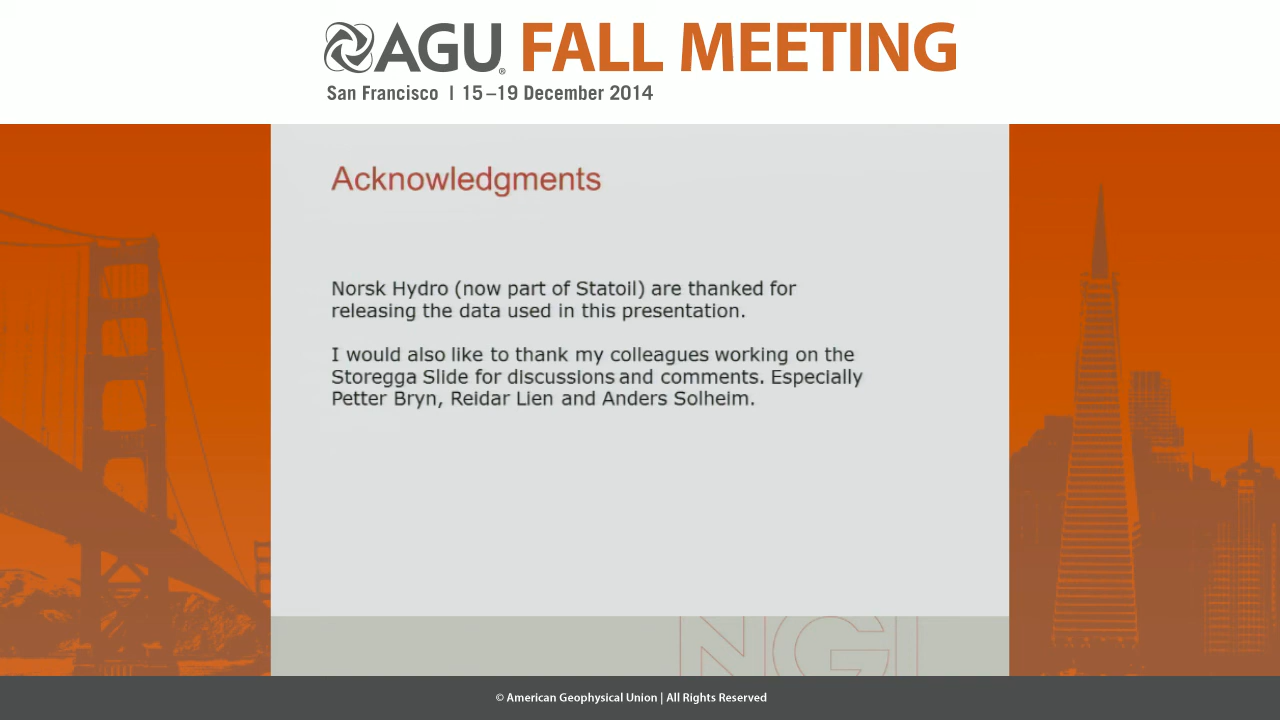 AGU® FALL MEETING
San Francisco | 15–19 December 2014
Acknowledgments
Norsk Hydro (now part of Statoil) are thanked for
releasing the data used in this presentation.
I would also like to thank my colleagues working on the
Storegga Slide for discussions and comments. Especially
Petter Bryn, Reidar Lien and Anders Solheim.
NGI
© American Geophysical Union | All Rights Reserved